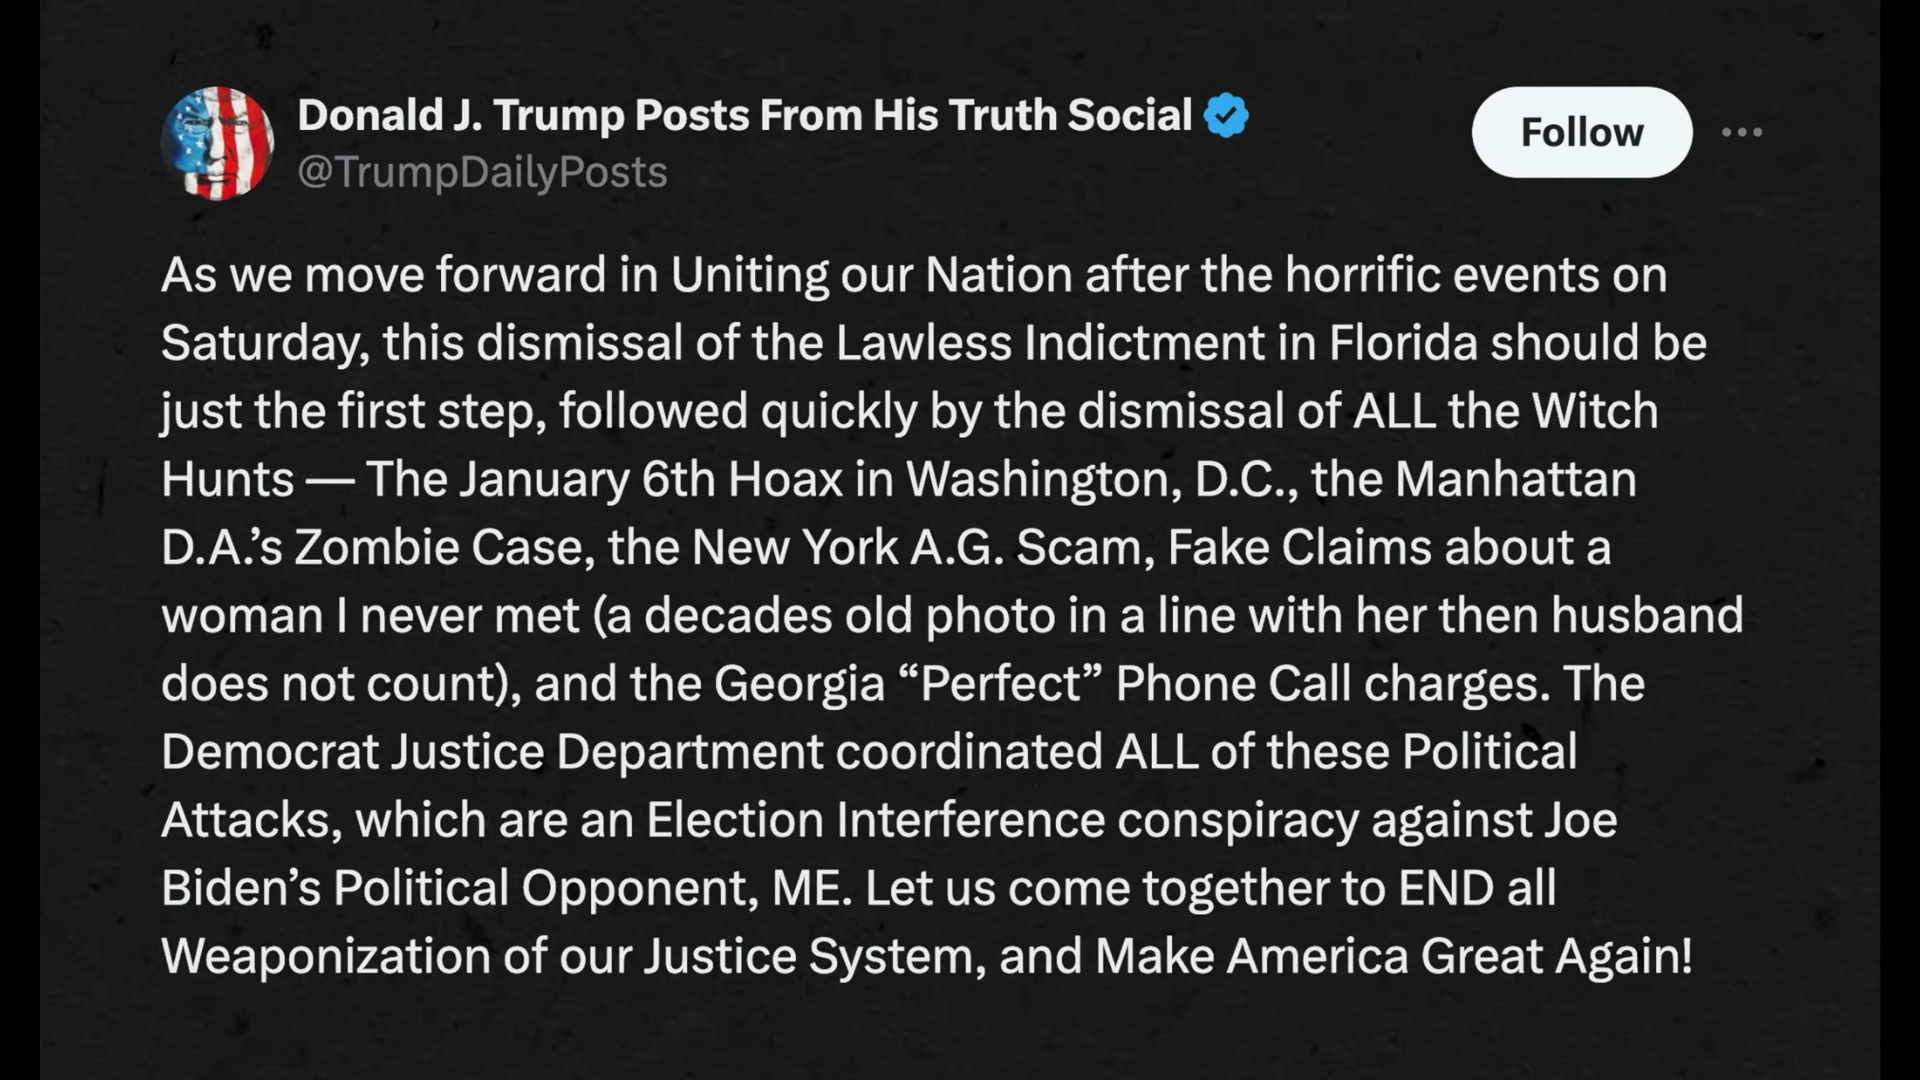 Donald J. Trump Posts From His Truth Social
@TrumpDailyPosts
Follow
As we move forward in Uniting our Nation after the horrific events on
Saturday, this dismissal of the Lawless Indictment in Florida should be
just the first step, followed quickly by the dismissal of ALL the Witch
Hunts — The January 6th Hoax in Washington, D.C., the Manhattan
D.A.’s Zombie Case, the New York A.G. Scam, Fake Claims about a
woman I never met (a decades old photo in a line with her then husband
does not count), and the Georgia “Perfect” Phone Call charges. The
Democrat Justice Department coordinated ALL of these Political
Attacks, which are an Election Interference conspiracy against Joe
Biden’s Political Opponent, ME. Let us come together to END all
Weaponization of our Justice System, and Make America Great Again!